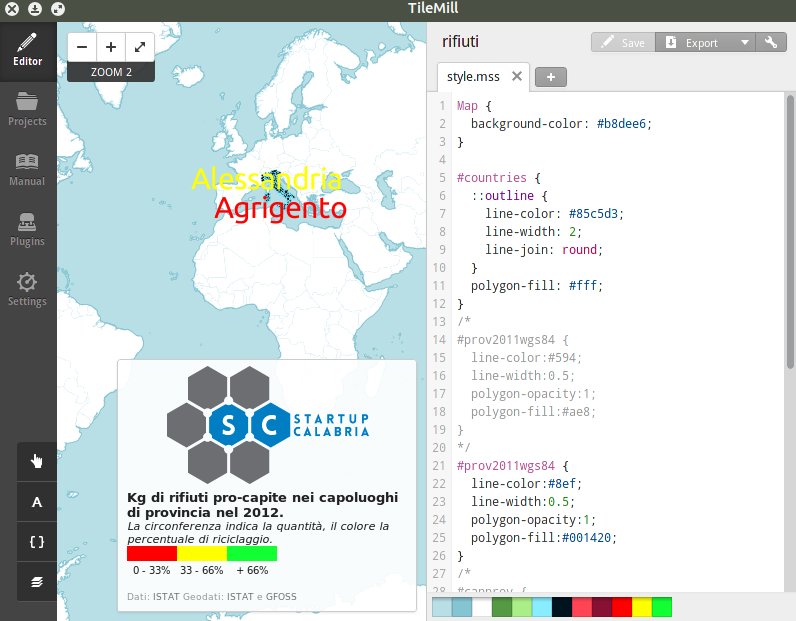 TileMill
Editor
Projects
Manual
Plugins
Settings
A
{ }
− + 
ZOOM 2
Alessandria
Agrigento
S C STARTUP
CALABRIA
Kg di rifiuti pro-capite nei capoluoghi
di provincia nel 2012.
La circonferenza indica la quantità, il colore la
percentuale di riciclaggio.
0 - 33% 33 - 66% + 66%
Dati: ISTAT Geodati: ISTAT e GFOSS
rifiuti
Save Export
style.mss × +
1 Map {
2 background-color: #b8dee6;
3 }
4
5 #countries {
6 ::outline {
7 line-color: #85c5d3;
8 line-width: 2;
9 line-join: round;
10 }
11 polygon-fill: #fff;
12 }
13 /*
14 #prov2011wgs84 {
15 line-color:#594;
16 line-width:0.5;
17 polygon-opacity:1;
18 polygon-fill:#ae8;
19 }
20 */
21 #prov2011wgs84 {
22 line-color:#8ef;
23 line-width:0.5;
24 polygon-opacity:1;
25 polygon-fill:#001420;
26 }
27 /*
28 #capprov {